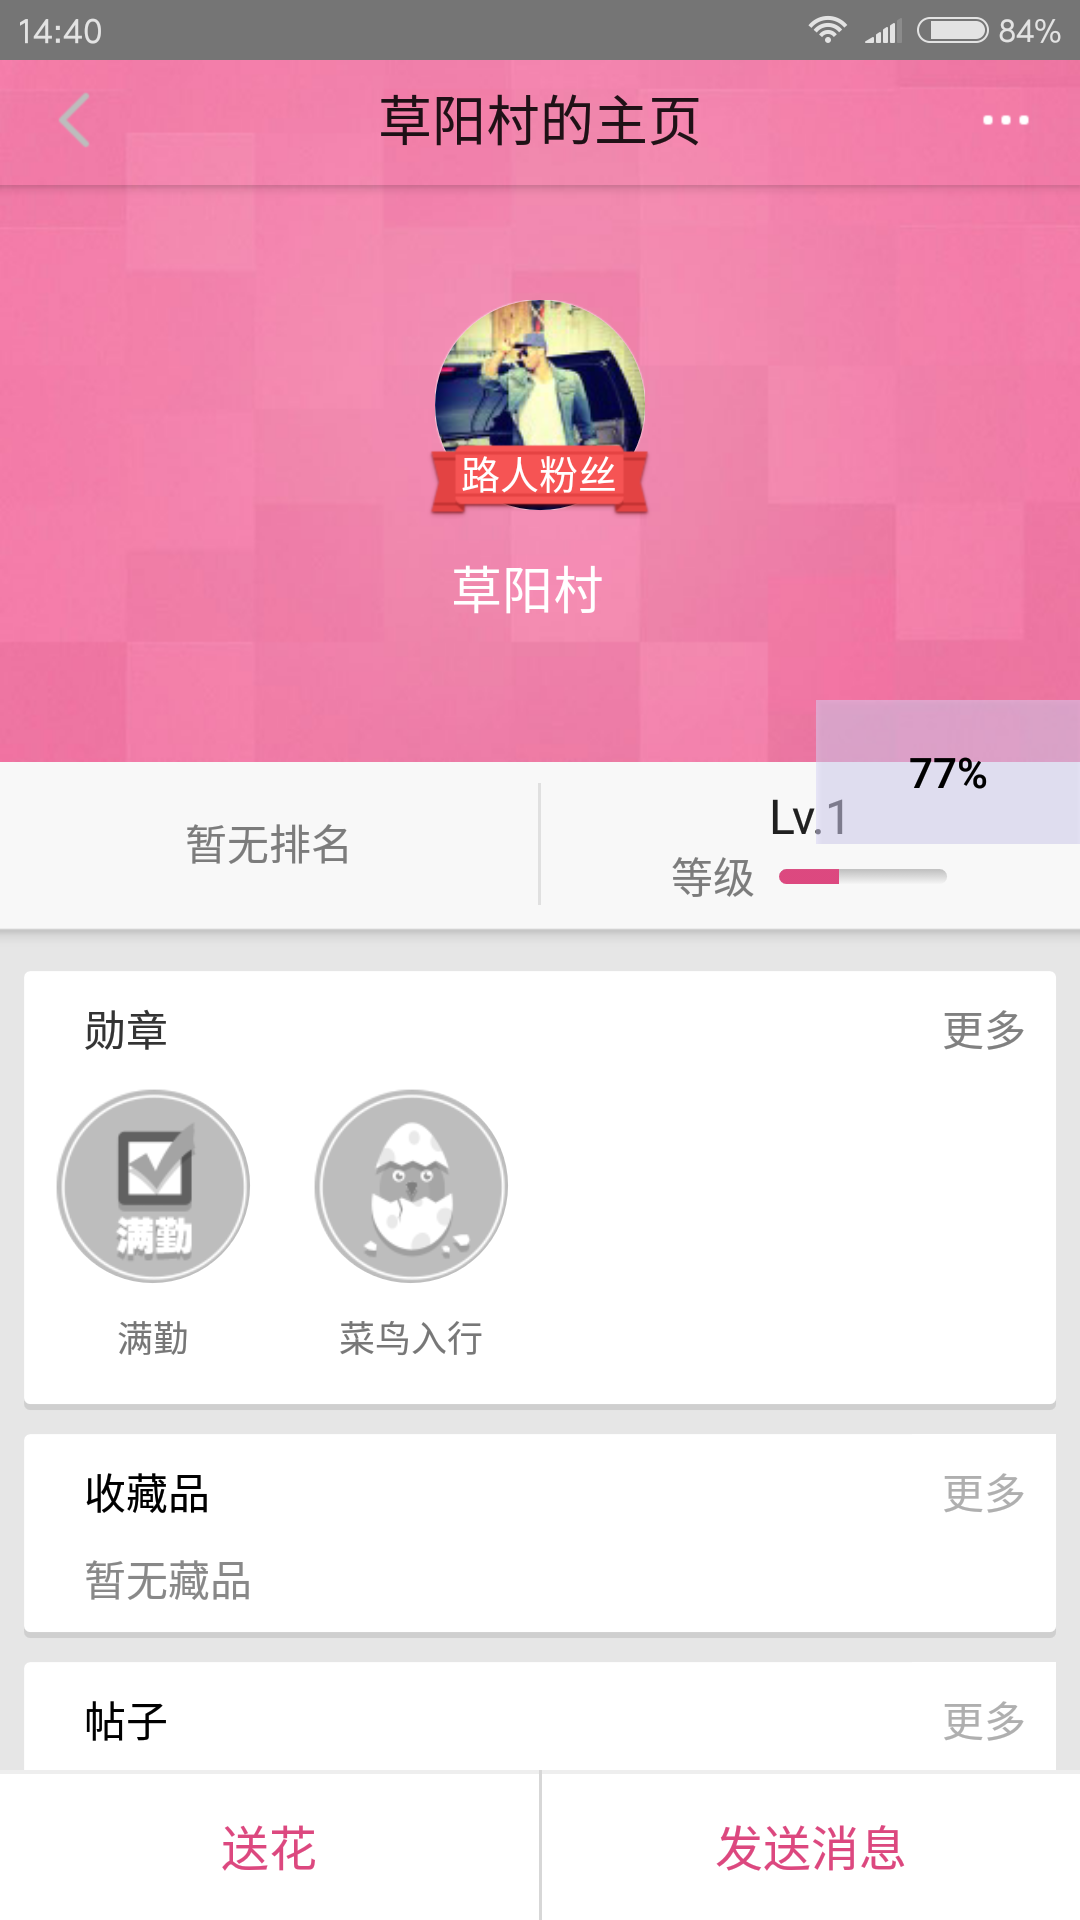 14:40
84%
草阳村的主页
路人粉丝
草阳村
77%
暂无排名
Lv.1
等级
勋章
更多
满勤
满勤
菜鸟入行
收藏品
更多
暂无藏品
帖子
更多
送花
发送消息